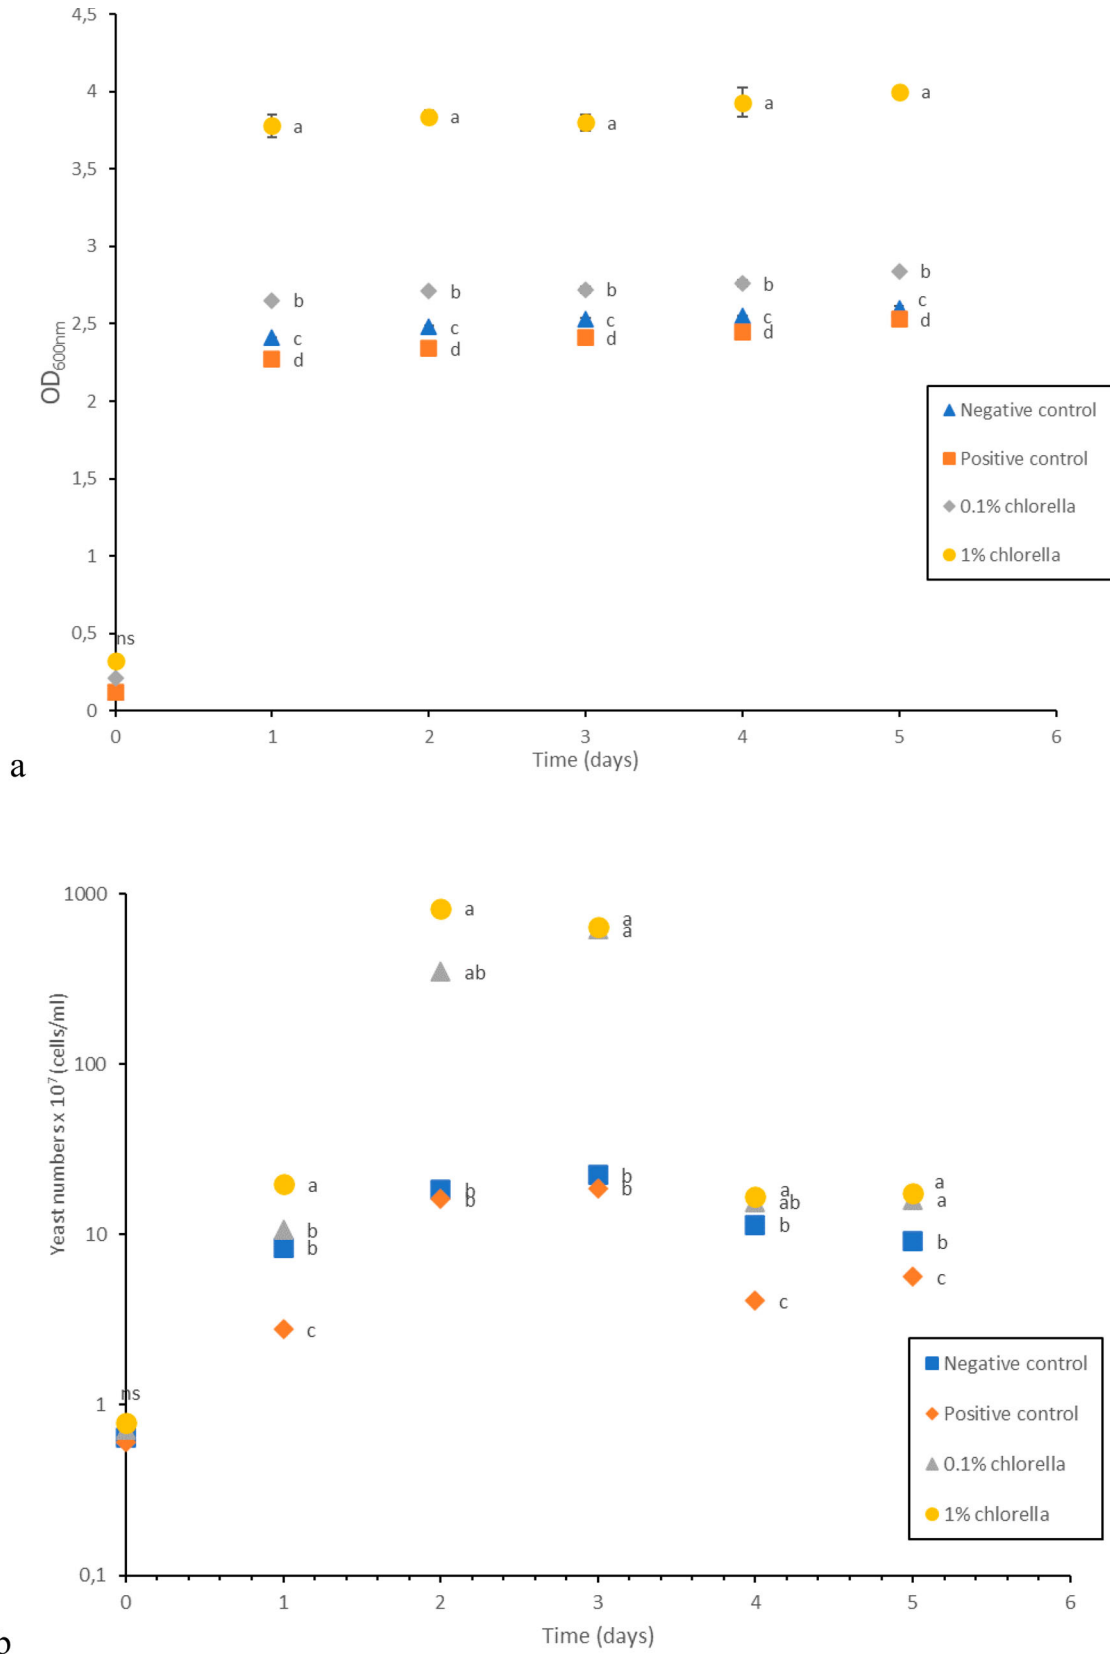 4,5
4
a
a
a
a
a
3,5
3
b
b
b
b
b
2,5
c
c
c
c
c
d
d
d
d
d
OD600nm
2
1,5
1
0,5
0
ns
Negative control
Positive control
0.1% chlorella
1% chlorella
0 1 2 3 4 5 6
Time (days)
a
1000
a
a
a
ab
Yeast numbers x 10⁷ (cells/ml)
100
a
b
b
b
b
b
b
a
ab
b
a
a
b
10
c
c
c
1
ns
0,1
Negative control
Positive control
0.1% chlorella
1% chlorella
0 1 2 3 4 5 6
Time (days)
b